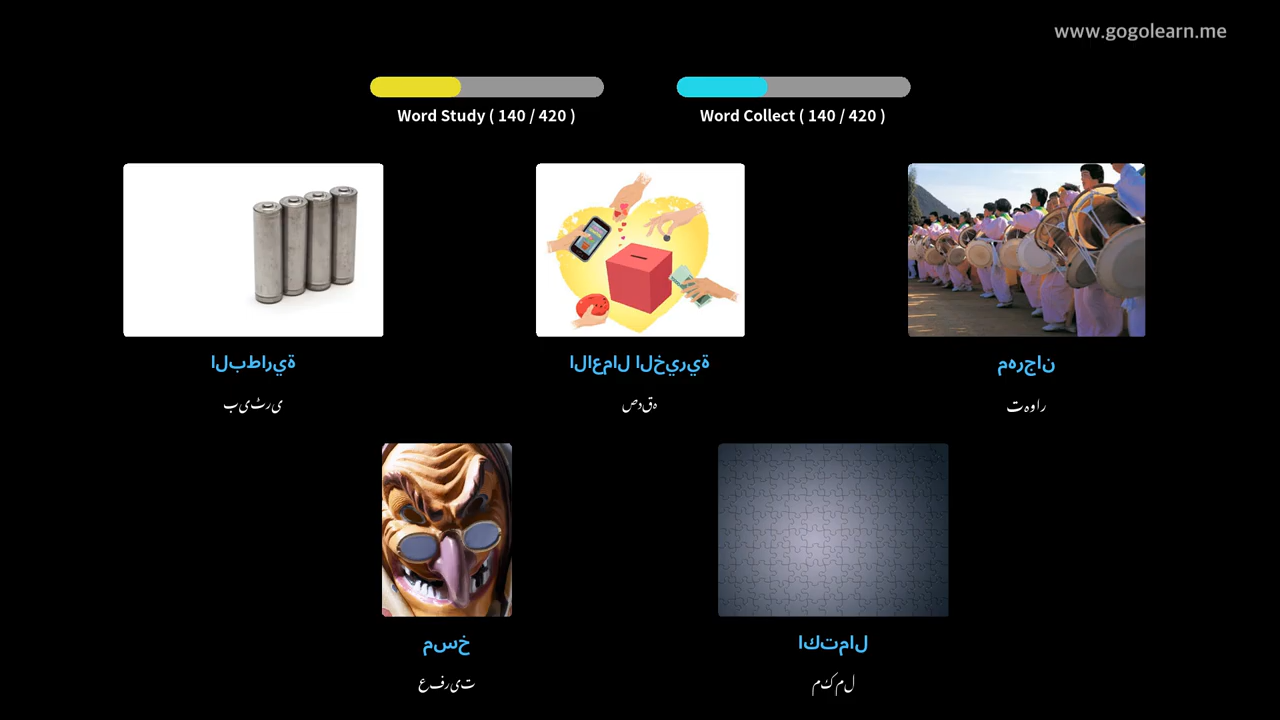 www.gogolearn.me
Word Study ( 140 / 420 )
Word Collect ( 140 / 420 )
البطارية
بیٹری
الاعمال الخيرية
صدقہ
مهرجان
تہوار
مسخ
عفریت
اكتمال
مکمل